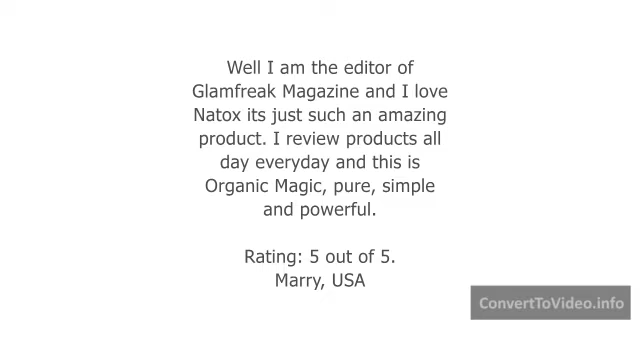 Well I am the editor of
Glamfreak Magazine and I love
Natox its just such an amazing
product. I review products all
day everyday and this is
Organic Magic, pure, simple
and powerful.
Rating: 5 out of 5.
Marry, USA
ConvertToVideo.info